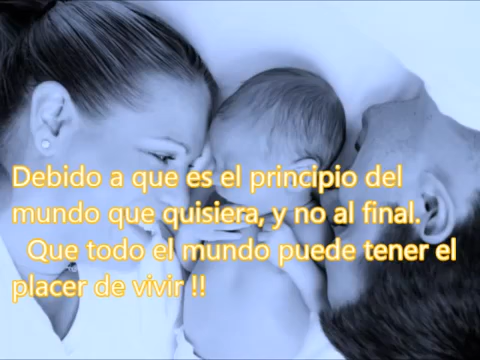 Debido a que es el principio del
mundo que quisiera, y no al final.
Que todo el mundo puede tener el
placer de vivir !!